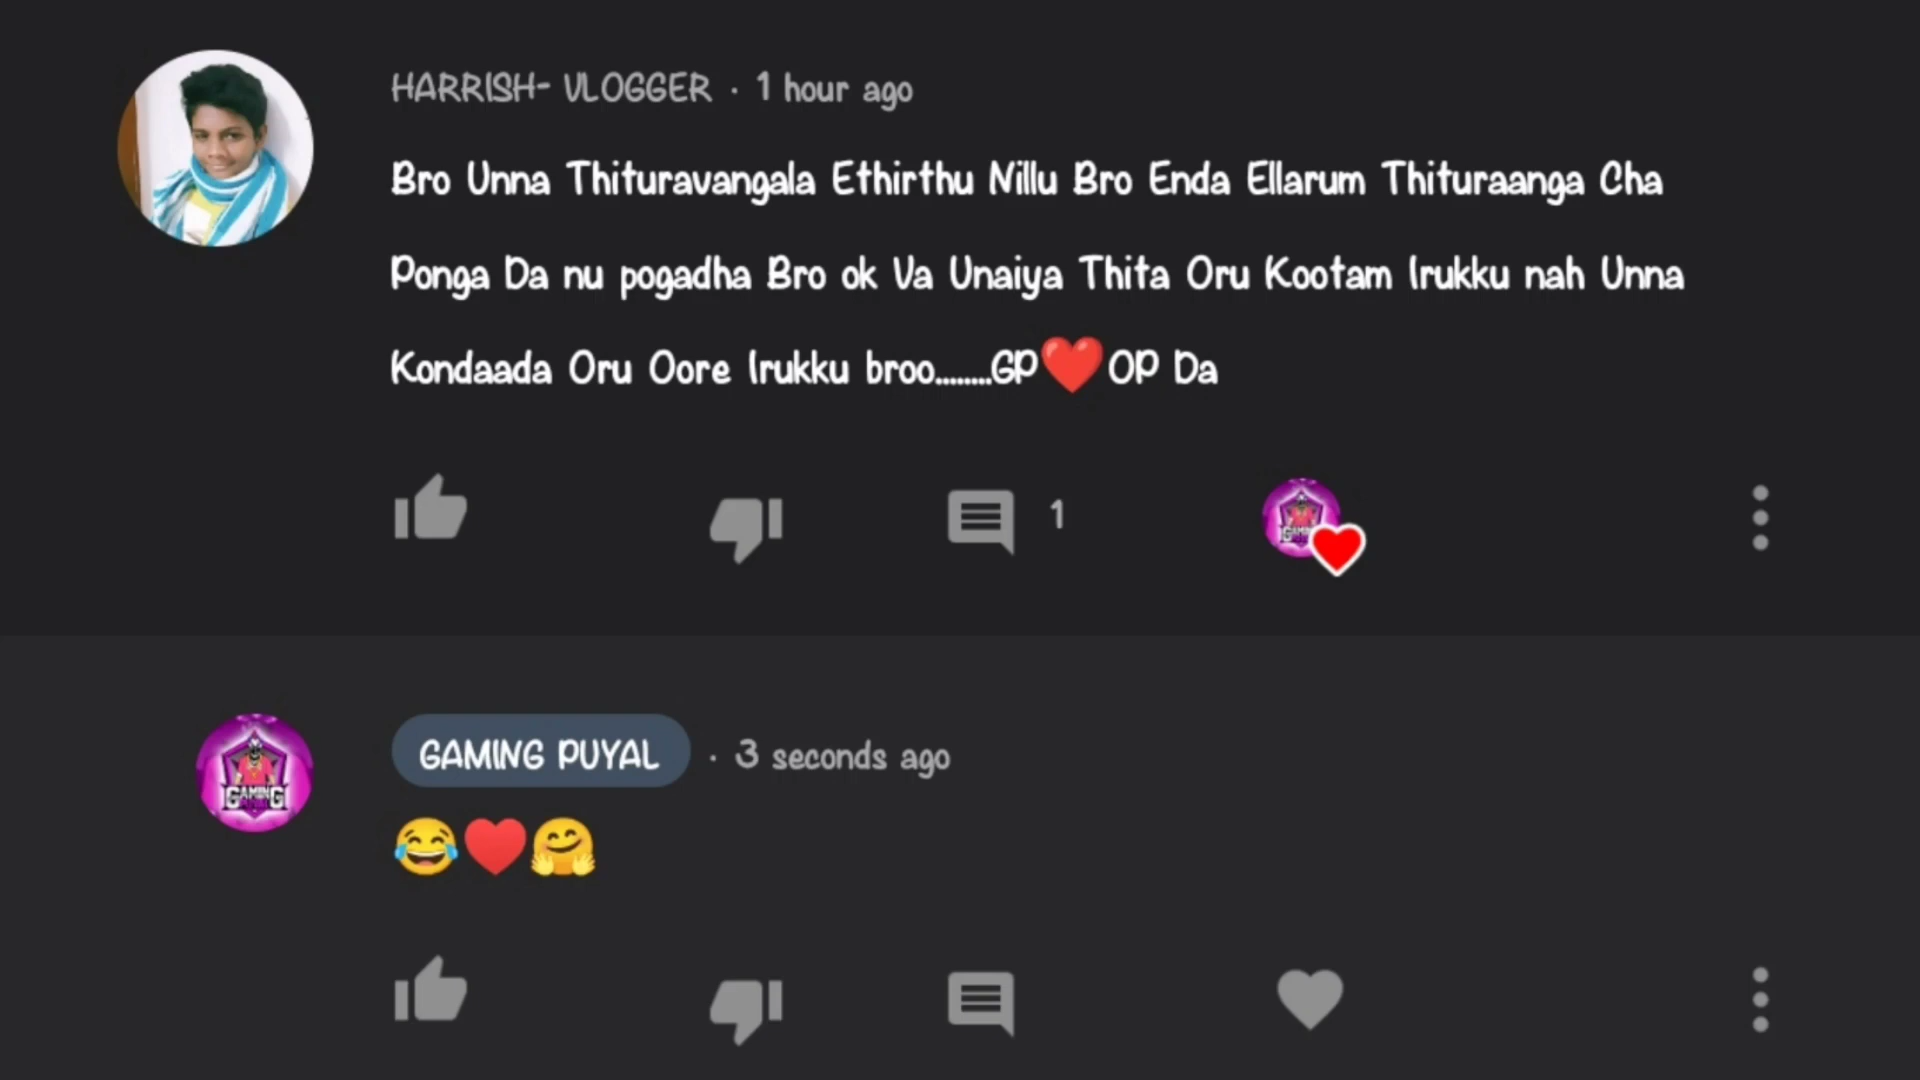 HARRISH- VLOGGER · 1 hour ago
Bro Unna Thituravangala Ethirthu Nillu Bro Enda Ellarum Thituraanga Cha
Ponga Da nu pogadha Bro ok Va Unaiya Thita Oru Kootam Irukku nah Unna
Kondaada Oru Oore Irukku broo........GP❤️OP Da
1
GAMING
GAMING PUYAL · 3 seconds ago
GAMING
😂❤️🤗